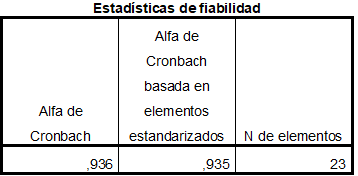 Estadísticas de fiabilidad
Alfa de
Cronbach
Alfa de
Cronbach
basada en
elementos
estandarizados
N de elementos
,936
,935
23